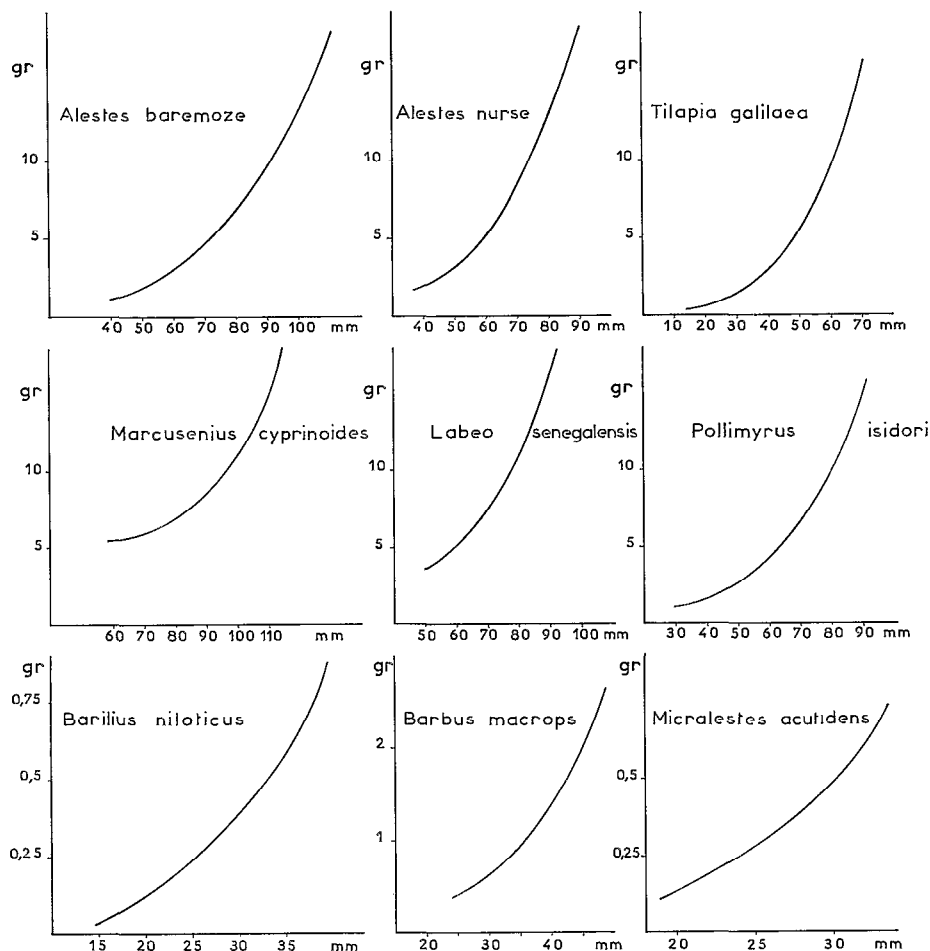 gr
Alestes baremoze
10
5
40 50 60 70 80 90 100 mm
gr
Alestes nurse
10
5
40 50 60 70 80 90 mm
gr
Tilapia galilaea
10
5
10 20 30 40 50 60 70 mm
gr
Marcusenius cyprinoides
10
5
60 70 80 90 100 110 mm
gr
Labeo senegalensis
10
5
50 60 70 80 90 100 mm
gr
Pollimyrus isidori
10
5
30 40 50 60 70 80 90 mm
gr
Barilius niloticus
0,75
0,5
0,25
15 20 25 30 35 mm
gr
Barbus macrops
2
1
20 30 40 mm
gr
Micralestes acutidens
0,5
0,25
2.0 3.0 mm